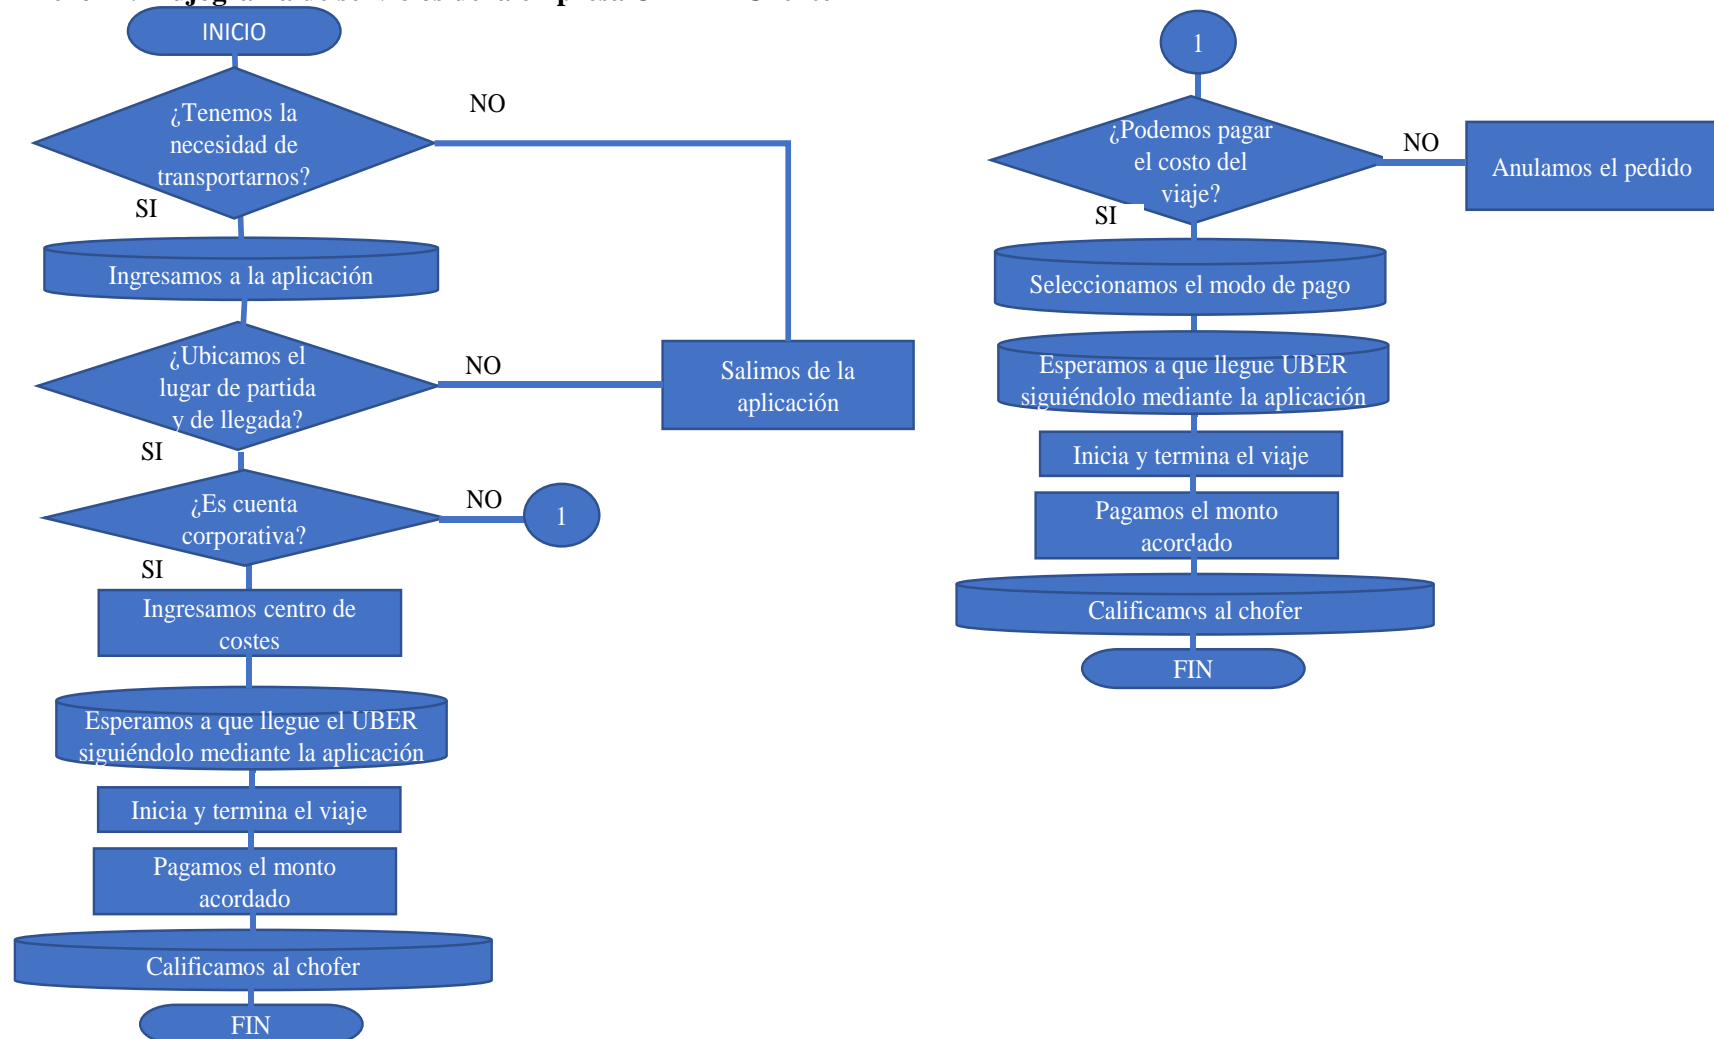 INICIO
¿Tenemos la
necesidad de
transportarnos?
NO
SI
Ingresamos a la aplicación
¿Ubicamos el
lugar de partida
y de llegada?
NO
Salimos de la
aplicación
SI
¿Es cuenta
corporativa?
NO
1
SI
Ingresamos centro de
costes
Esperamos a que llegue el UBER
siguiéndolo mediante la aplicación
Inicia y termina el viaje
Pagamos el monto
acordado
Calificamos al chofer
FIN
1
¿Podemos pagar
el costo del
viaje?
NO
Anulamos el pedido
SI
Seleccionamos el modo de pago
Esperamos a que llegue UBER
siguiéndolo mediante la aplicación
Inicia y termina el viaje
Pagamos el monto
acordado
Calificamos al chofer
FIN